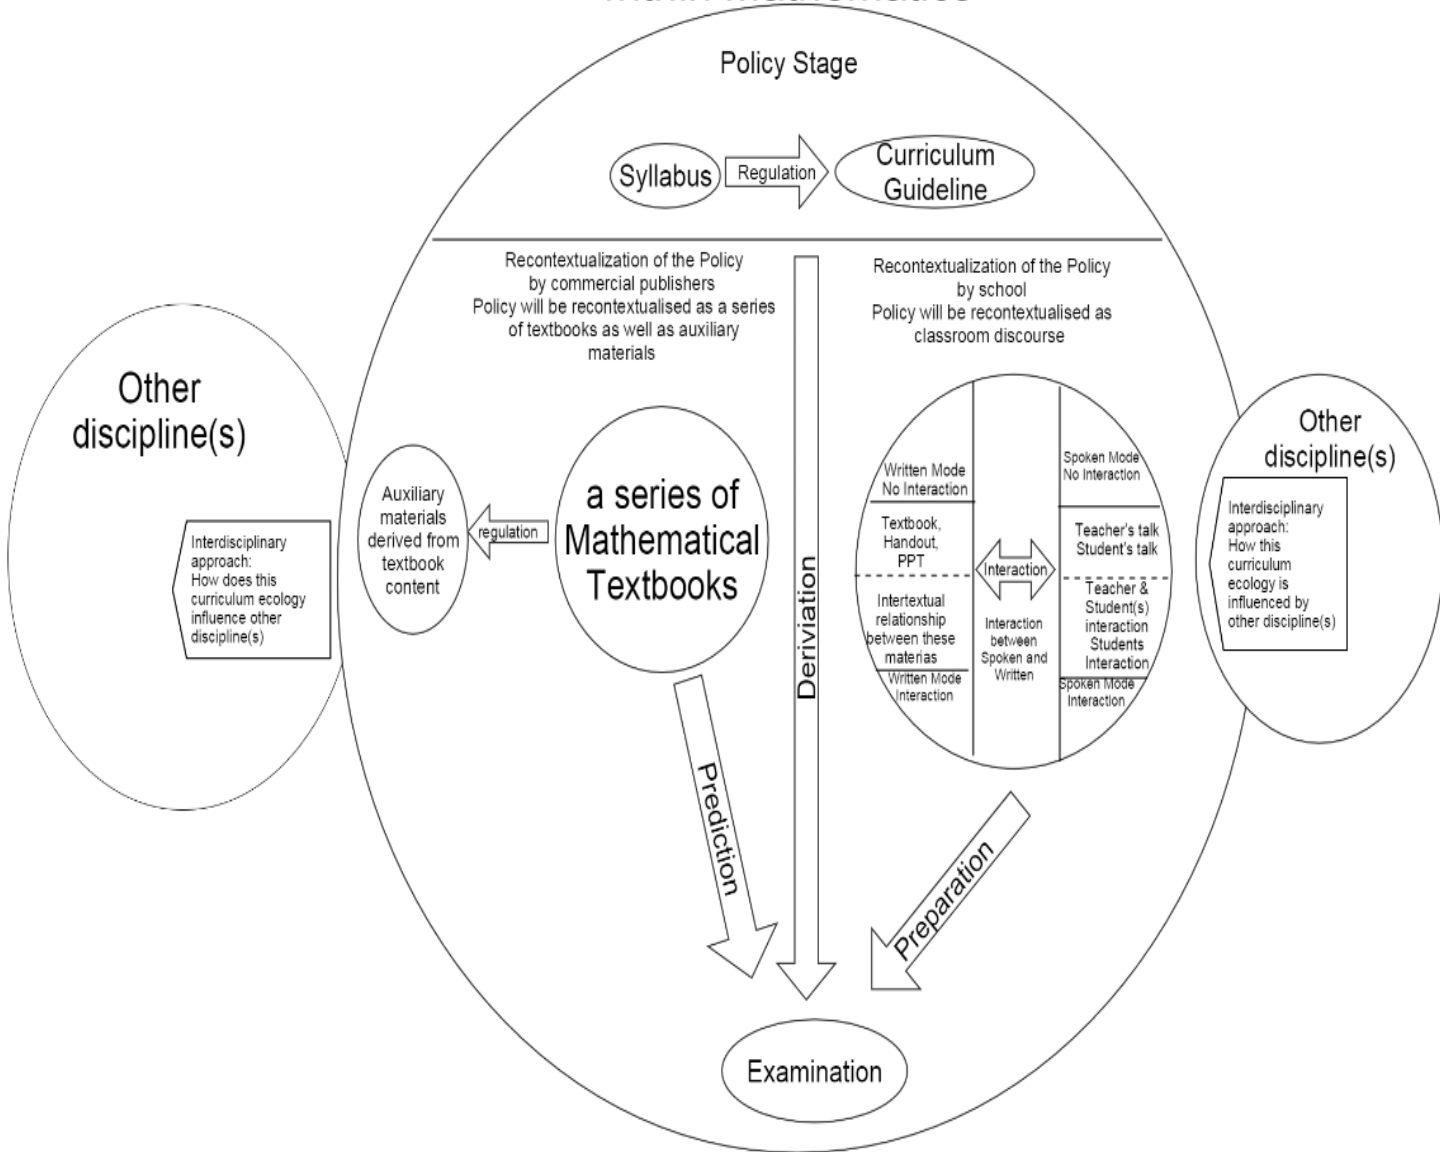 Policy Stage
Syllabus
Regulation
Curriculum
Guideline
Recontextualization of the Policy
by commercial publishers
Policy will be recontextualised as a series
of textbooks as well as auxiliary
materials
Recontextualization of the Policy
by school
Policy will be recontextualised as
classroom discourse
Other
discipline(s)
Interdisciplinary
approach:
How does this
curriculum ecology
influence other
discipline(s)
Auxiliary
materials
derived from
textbook
content
regulation
a series of
Mathematical
Textbooks
Deriviation
Written Mode
No Interaction
Textbook,
Handout,
PPT
Intertextual
relationship
between these
materias
Written Mode
Interaction
Interaction
Interaction
between
Spoken and
Written
Spoken Mode
No Interaction
Teacher's talk
Student's talk
Teacher &
Student(s)
interaction
Students
Interaction
Spoken Mode
Interaction
Other
discipline(s)
Interdisciplinary
approach:
How this
curriculum
ecology is
influenced by
other discipline(s)
Prediction
Preparation
Examination